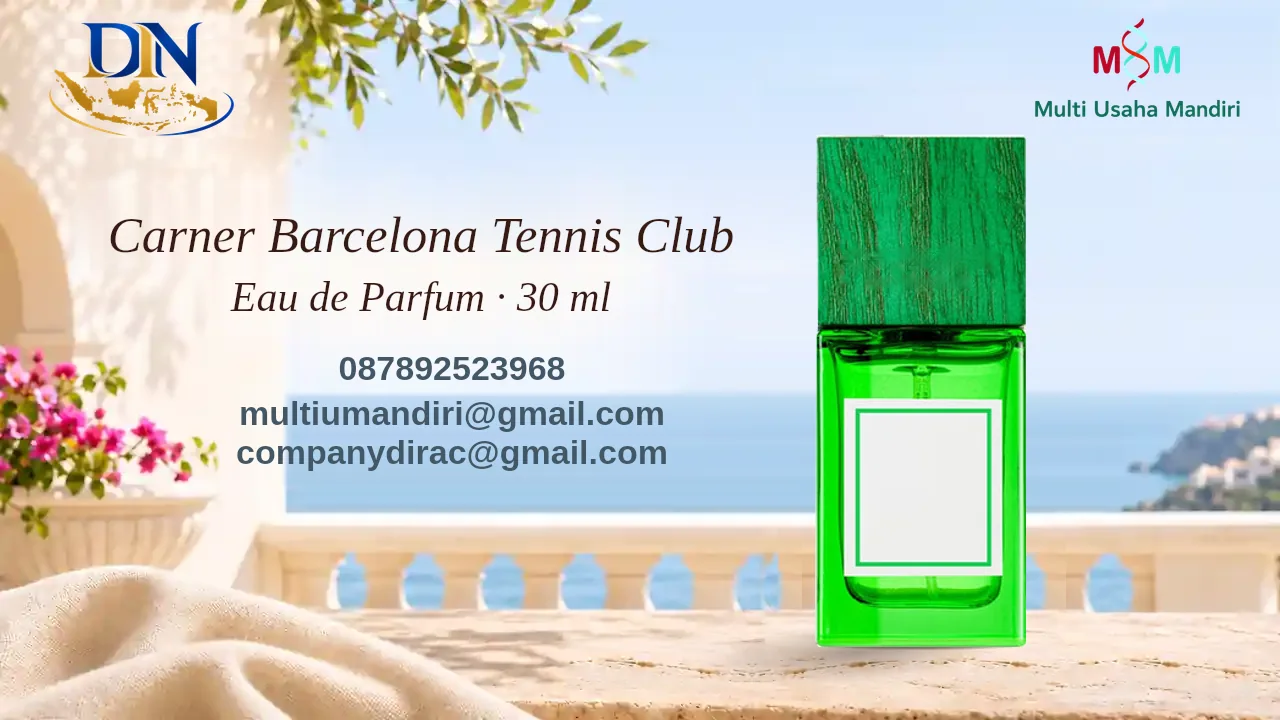 DIN
MSM
Multi Usaha Mandiri
Carner Barcelona Tennis Club
Eau de Parfum · 30 ml
087892523968
multiumandiri@gmail.com
companydirac@gmail.com